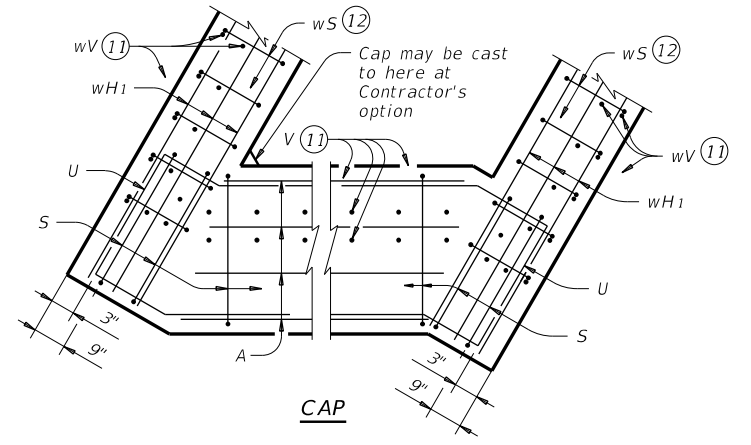 wS 12
wV 11
wH1
Cap may be cast
to here at
Contractor's
option
V 11
wS 12
wV 11
wH1
U
S
U
S
3"
9"
A
3"
9"
CAP